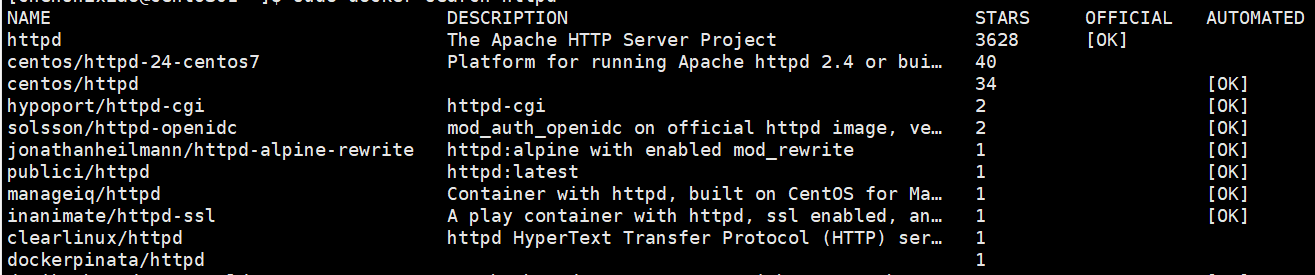 NAME DESCRIPTION STARS OFFICIAL AUTOMATED
httpd The Apache HTTP Server Project 3628 [OK]
centos/httpd-24-centos7 Platform for running Apache httpd 2.4 or bui… 40
centos/httpd 34 [OK]
hypoport/httpd-cgi httpd-cgi 2 [OK]
solsson/httpd-openidc mod_auth_openidc on official httpd image, ve… 2 [OK]
jonathanheilmann/httpd-alpine-rewrite httpd:alpine with enabled mod_rewrite 1 [OK]
publici/httpd httpd:latest 1 [OK]
manageiq/httpd Container with httpd, built on CentOS for Ma… 1 [OK]
inanimate/httpd-ssl A play container with httpd, ssl enabled, an… 1 [OK]
clearlinux/httpd httpd HyperText Transfer Protocol (HTTP) ser… 1
dockerpinata/httpd 1